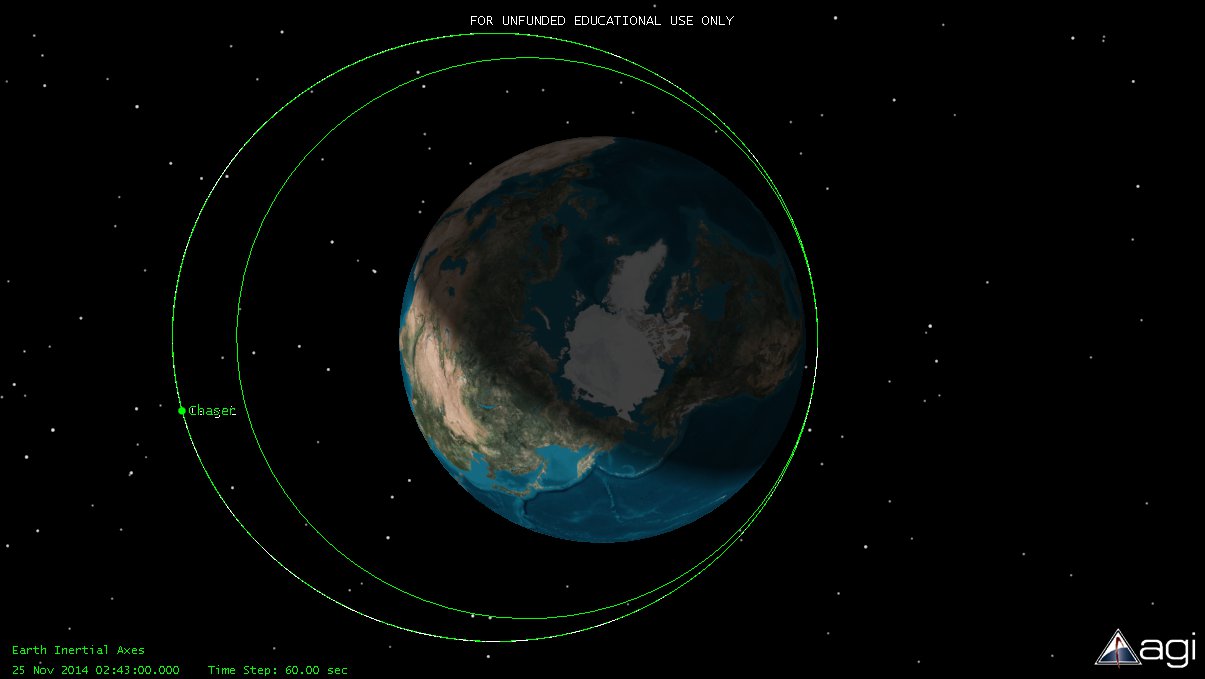 FOR UNFUNDED EDUCATIONAL USE ONLY
Chaser
Earth Inertial Axes
25 Nov 2014 02:43:00.000 Time Step: 60.00 sec
agi